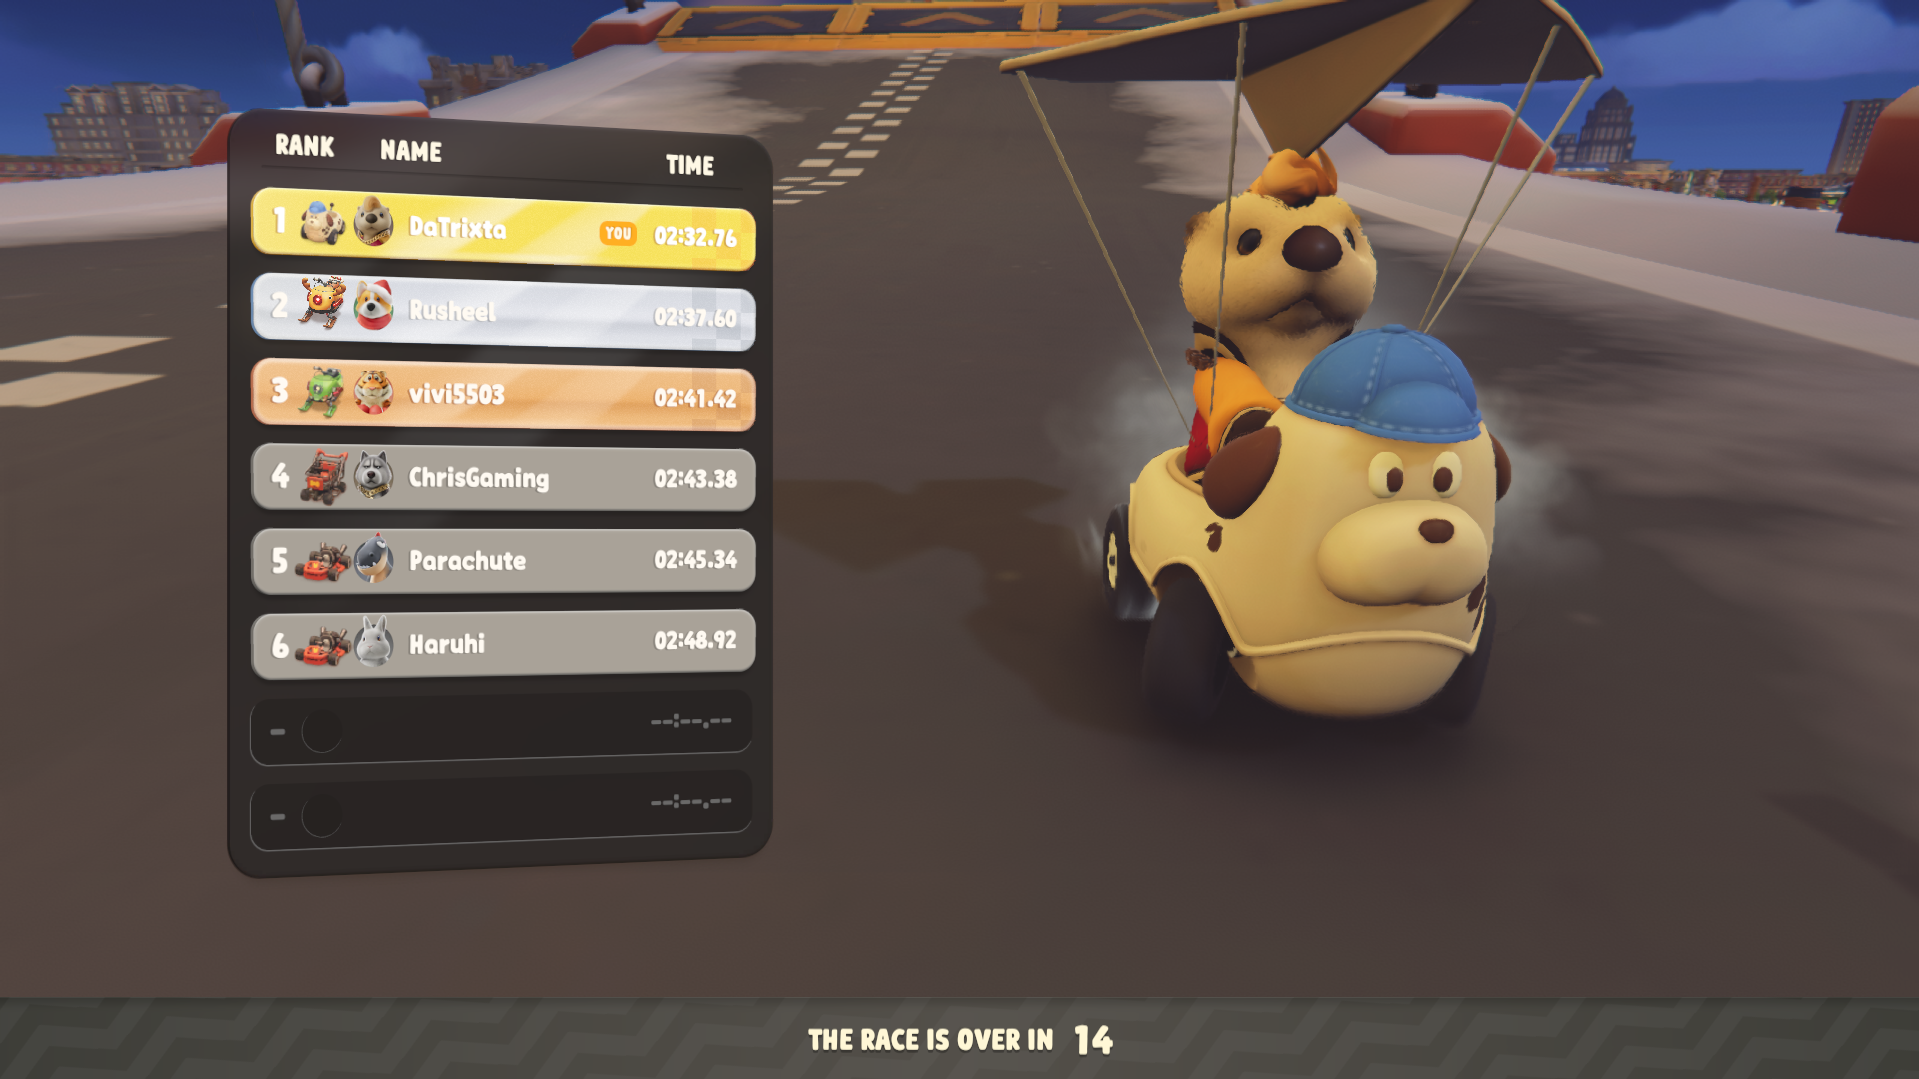 RANK NAME TIME
1 DaTrixta YOU 02:32.76
2 Rusheel 02:37.60
3 vivi5503 02:41.42
4 ChrisGaming 02:43.38
5 Parachute 02:45.34
6 Haruhi 02:48.92
- --:--.--
- --:--.--
THE RACE IS OVER IN 14